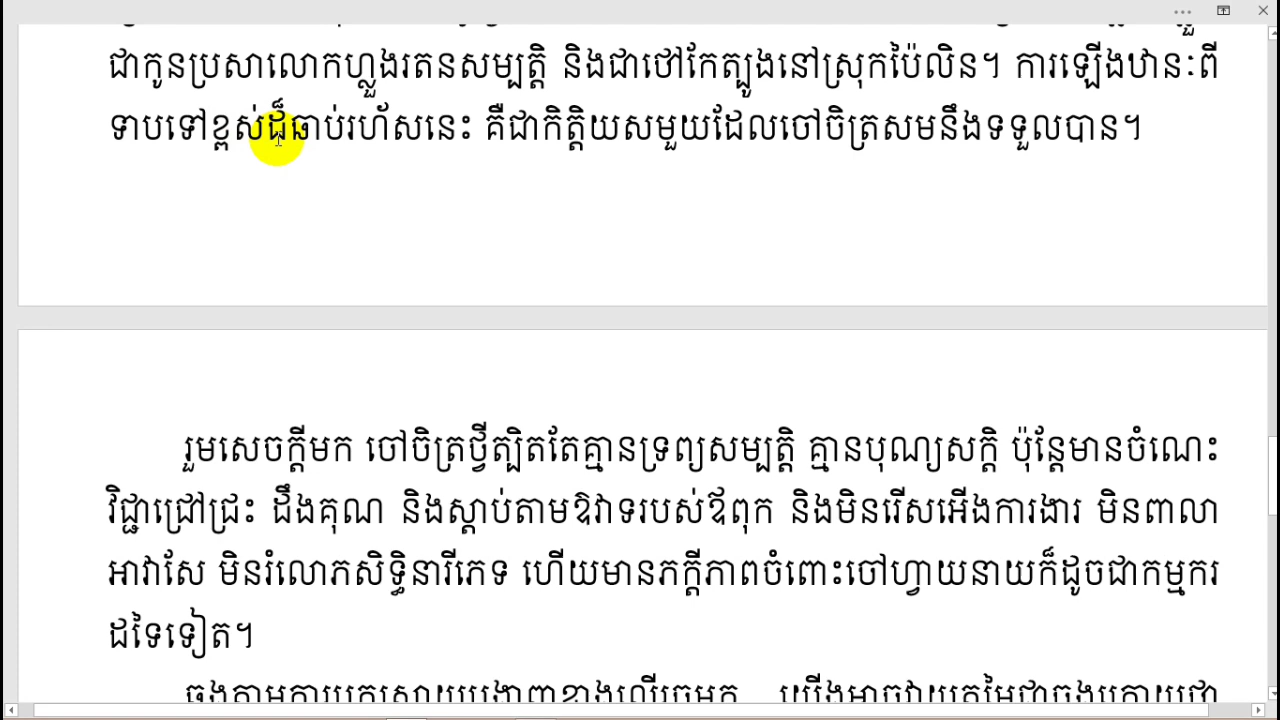 ជាកូនប្រសាលោកហ្លួងរតនសម្បត្តិ និងជាថៅកែត្បូងនៅស្រុកប៉ៃលិន។ ការឡើងឋានៈពី
ទាបទៅខ្ពស់ដ៏ឆាប់រហ័សនេះ គឺជាកិត្តិយសមួយដែលចៅចិត្រសមនឹងទទួលបាន។
រួមសេចក្ដីមក ចៅចិត្រថ្វីត្បិតតែគ្មានទ្រព្យសម្បត្តិ គ្មានបុណ្យសក្ដិ ប៉ុន្តែមានចំណេះ
វិជ្ជាជ្រៅជ្រះ ដឹងគុណ និងស្ដាប់តាមឱវាទរបស់ឪពុក និងមិនរើសអើងការងារ មិនពាលា
អាវាសែ មិនរំលោភសិទ្ធិនារីភេទ ហើយមានភក្ដីភាពចំពោះចៅហ្វាយនាយក៏ដូចជាកម្មករ
ដទៃទៀត។